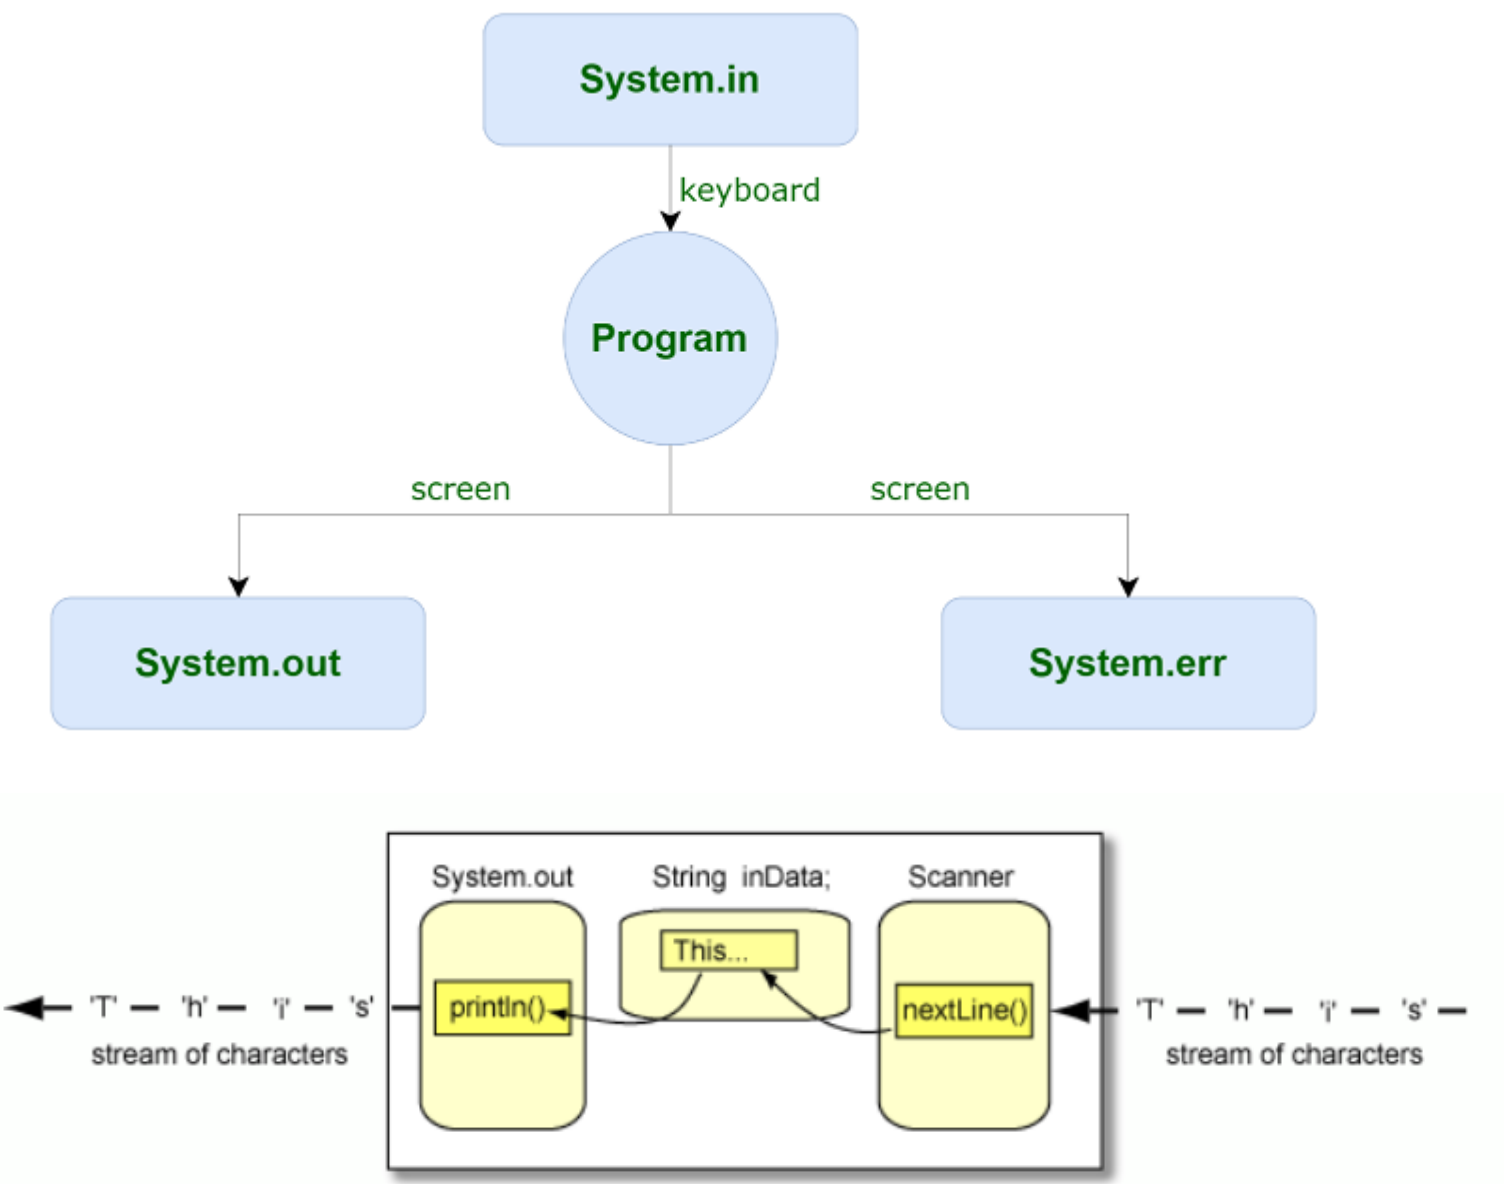 System.in
keyboard
Program
screen screen
System.out System.err
System.out String inData; Scanner
This...
'T' 'h' 'i' 's' println() nextLine() 'T' 'h' 'i' 's'
stream of characters stream of characters